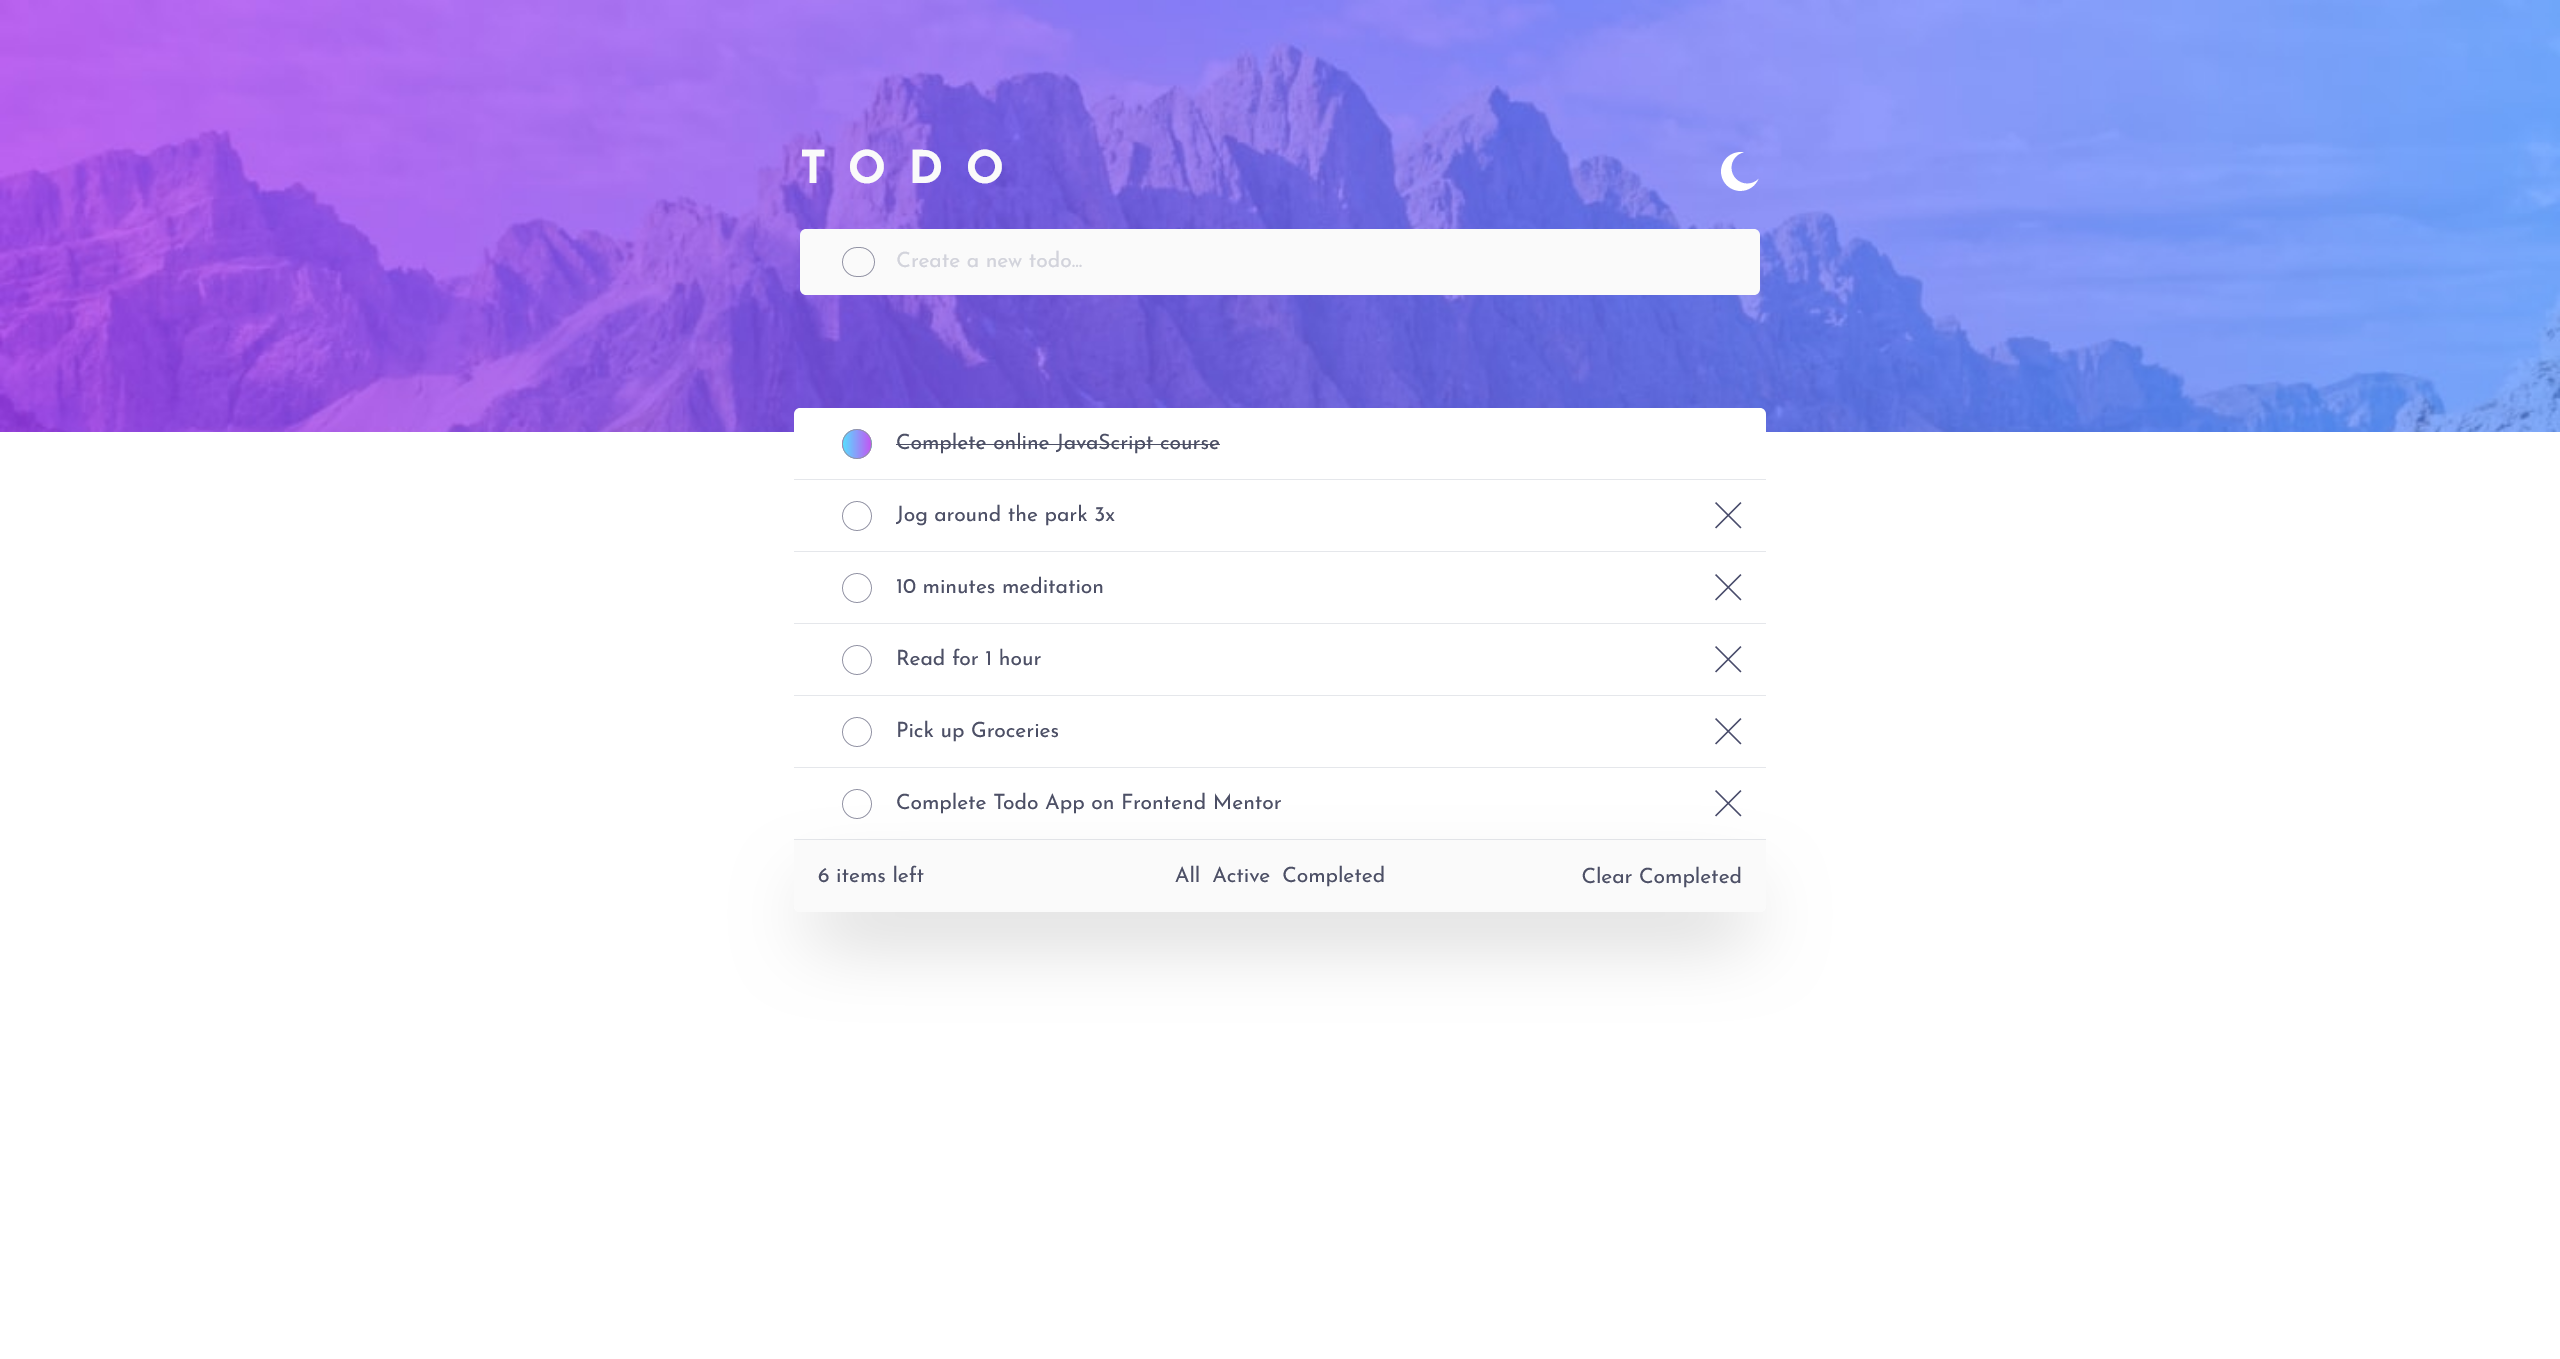 TODO
Create a new todo...
Complete online JavaScript course
Jog around the park 3x
10 minutes meditation
Read for 1 hour
Pick up Groceries
Complete Todo App on Frontend Mentor
6 items left All Active Completed Clear Completed